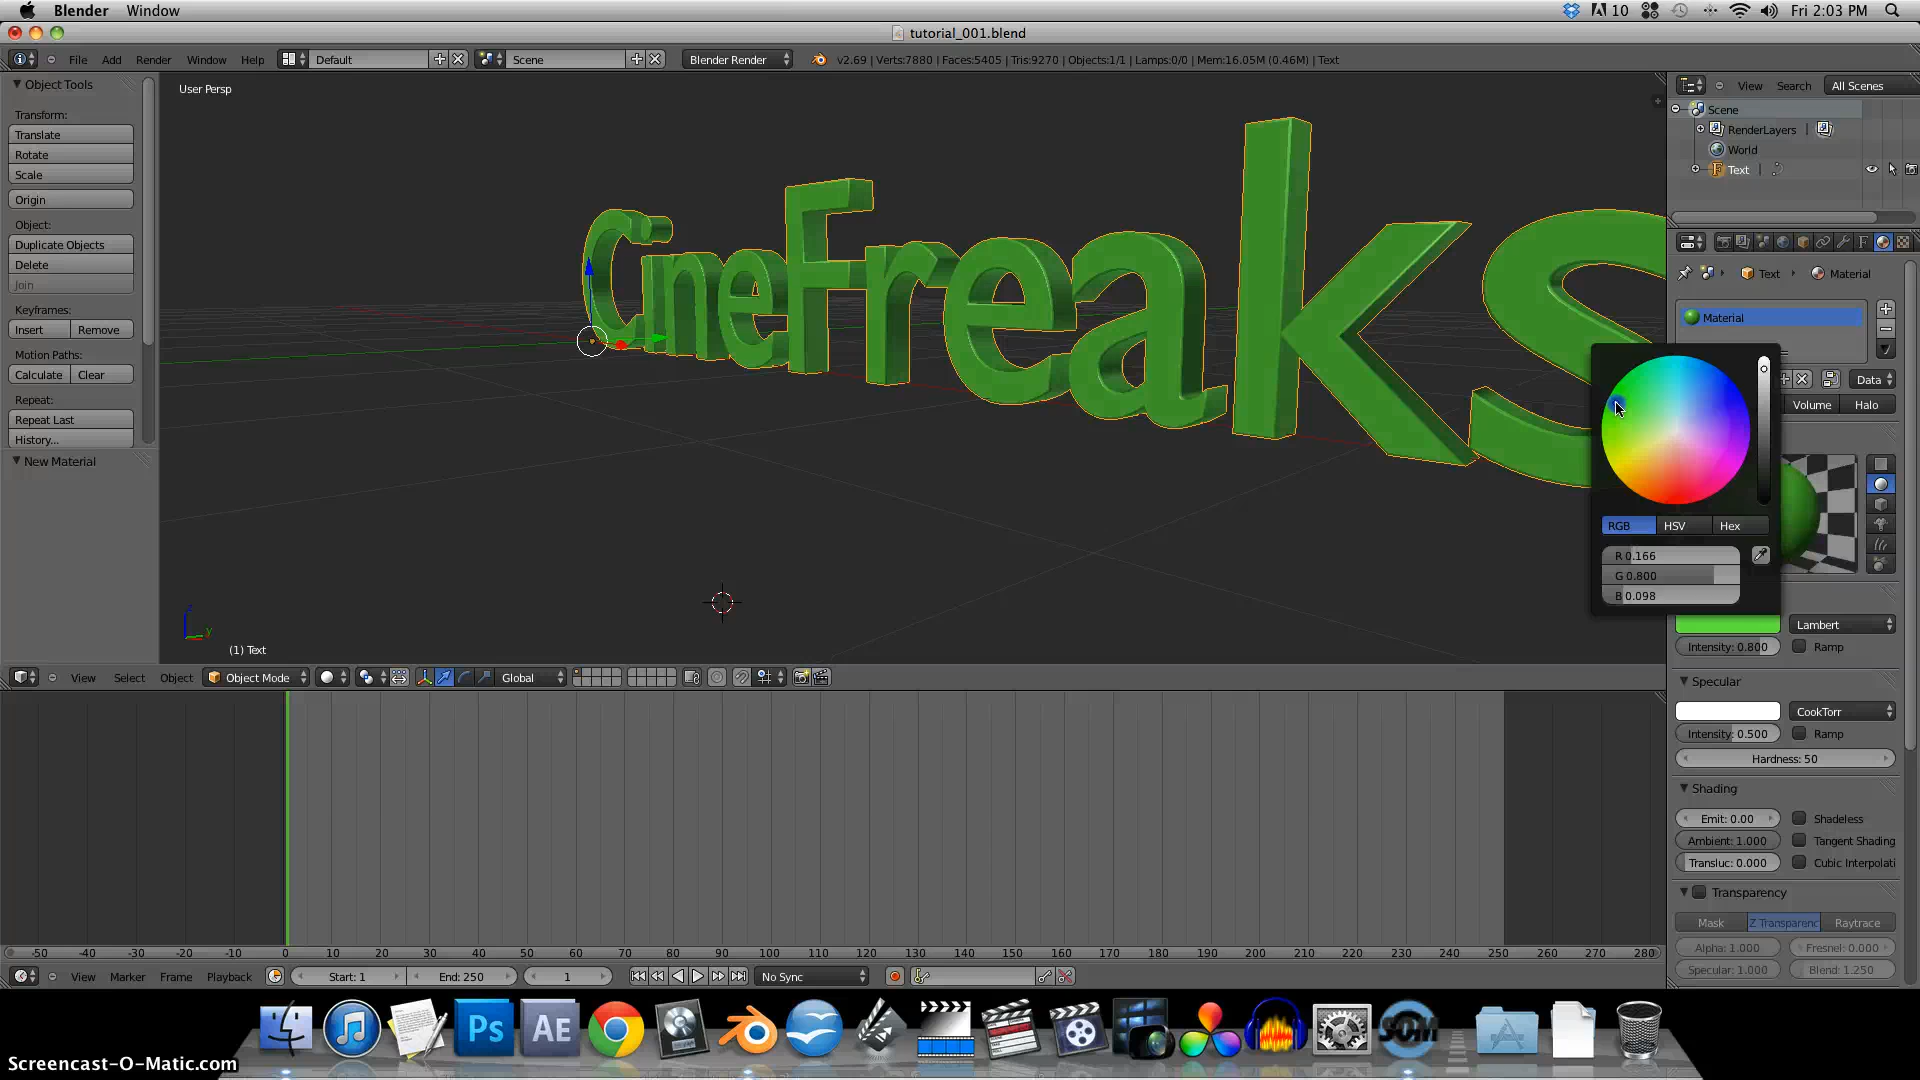 Blender Window 10 Fri 2:03 PM
tutorial_001.blend
File Add Render Window Help Default Scene Blender Render v2.69 | Verts:7880 | Faces:5405 | Tris:9270 | Objects:1/1 | Lamps:0/0 | Mem:16.05M (0.46M) | Text
Object Tools
Transform:
Translate
Rotate
Scale
Origin
Object:
Duplicate Objects
Delete
Join
Keyframes:
Insert Remove
Motion Paths:
Calculate Clear
Repeat:
Repeat Last
History...
New Material
User Persp
CineFreaks
(1) Text
View Search All Scenes
Scene
RenderLayers |
World
Text |
Text Material
Material
Data
Volume Halo
RGB HSV Hex
R 0.166
G 0.800
B 0.098
Lambert
Intensity: 0.800 Ramp
Specular
CookTorr
Intensity: 0.500 Ramp
Hardness: 50
Shading
Emit: 0.00 Shadeless
Ambient: 1.000 Tangent Shading
Transluc: 0.000 Cubic Interpolati
Transparency
Mask Z Transparenc Raytrace
Alpha: 1.000 Fresnel: 0.000
Specular: 1.000 Blend: 1.250
View Select Object Object Mode Global
-50 -40 -30 -20 -10 0 10 20 30 40 50 60 70 80 90 100 110 120 130 140 150 160 170 180 190 200 210 220 230 240 250 260 270 280
View Marker Frame Playback Start: 1 End: 250 1 No Sync
Ps AE SOM
Screencast-O-Matic.com